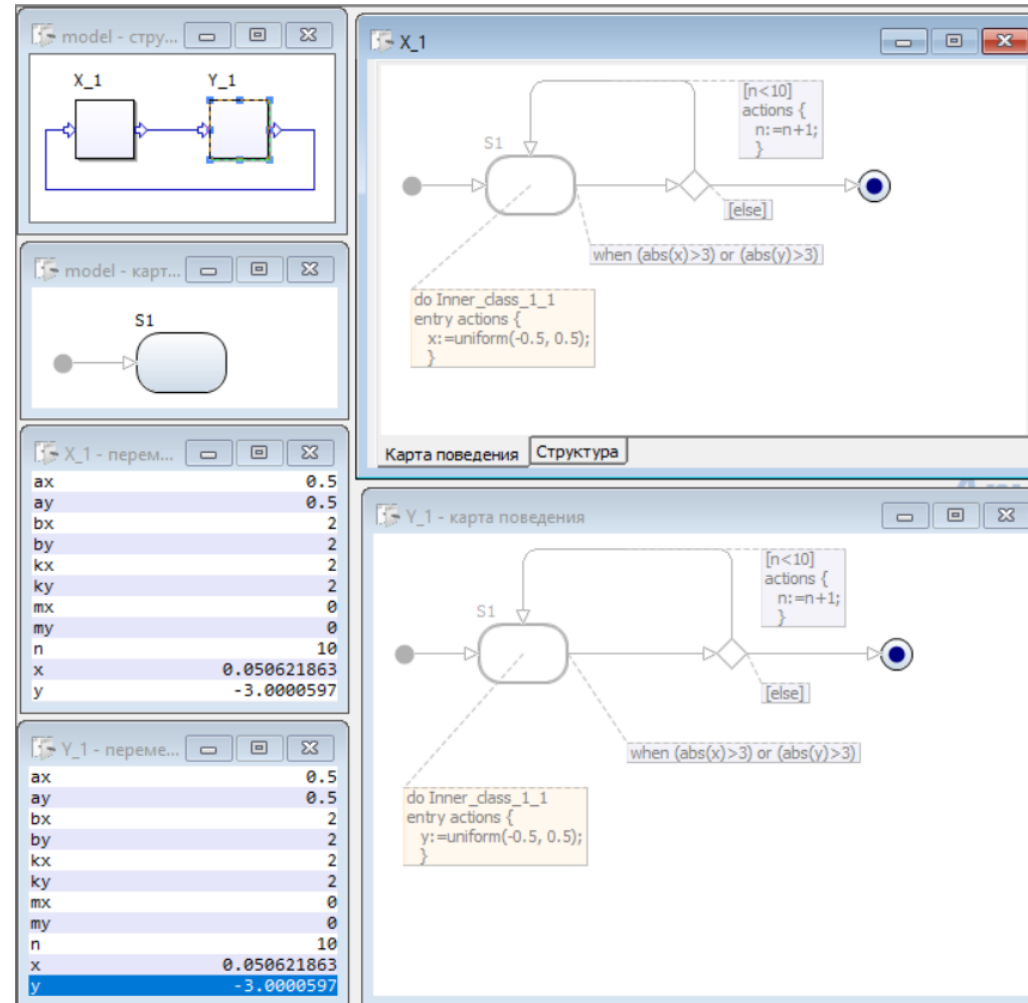 model - стру...
X_1
Y_1
model - карт...
S1
X_1 - перем...
ax 0.5
ay 0.5
bx 2
by 2
kx 2
ky 2
mx 0
my 0
n 10
x 0.050621863
y -3.0000597
Y_1 - переме...
ax 0.5
ay 0.5
bx 2
by 2
kx 2
ky 2
mx 0
my 0
n 10
x 0.050621863
y -3.0000597
X_1
[n<10]
actions {
n:=n+1;
}
S1
[else]
when (abs(x)>3) or (abs(y)>3)
do Inner_class_1_1
entry actions {
x:=uniform(-0.5, 0.5);
}
Карта поведения
Структура
Y_1 - карта поведения
[n<10]
actions {
n:=n+1;
}
S1
[else]
when (abs(x)>3) or (abs(y)>3)
do Inner_class_1_1
entry actions {
y:=uniform(-0.5, 0.5);
}